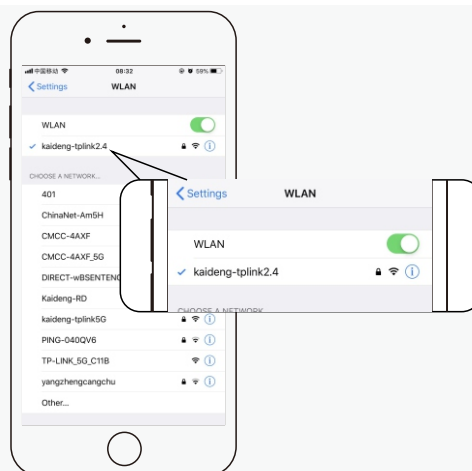 中国移动 08:32 59%
Settings WLAN
WLAN
kaideng-tplink2.4
CHOOSE A NETWORK...
401
ChinaNet-Am5H
CMCC-4AXF
CMCC-4AXF_5G
DIRECT-wBSENTENC
Kaideng-RD
kaideng-tplink5G
PING-040QV6
TP-LINK_5G_C11B
yangzhengcangchu
Other...
Settings WLAN
WLAN
kaideng-tplink2.4
CHOOSE A NETWORK